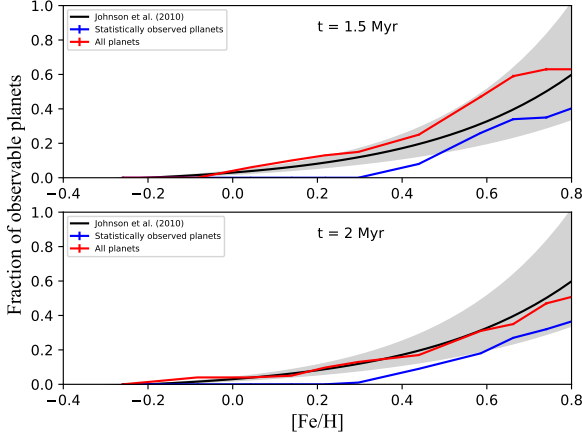 1.0
0.8
0.6
0.4
0.2
0.0
Johnson et al. (2010)
Statistically observed planets
All planets
t = 1.5 Myr
−0.4 −0.2 0.0 0.2 0.4 0.6 0.8
Fraction of observable planets
1.0
0.8
0.6
0.4
0.2
0.0
Johnson et al. (2010)
Statistically observed planets
All planets
t = 2 Myr
−0.4 −0.2 0.0 0.2 0.4 0.6 0.8
[Fe/H]